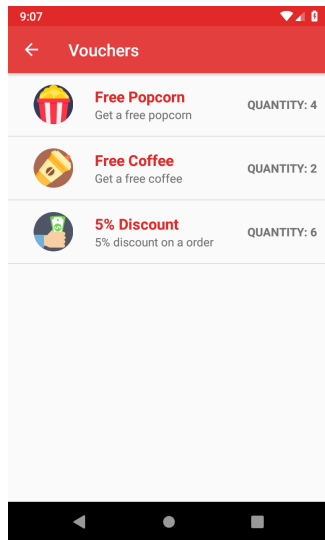 9:07
Vouchers
Free Popcorn
Get a free popcorn
QUANTITY: 4
Free Coffee
Get a free coffee
QUANTITY: 2
5% Discount
5% discount on a order
QUANTITY: 6